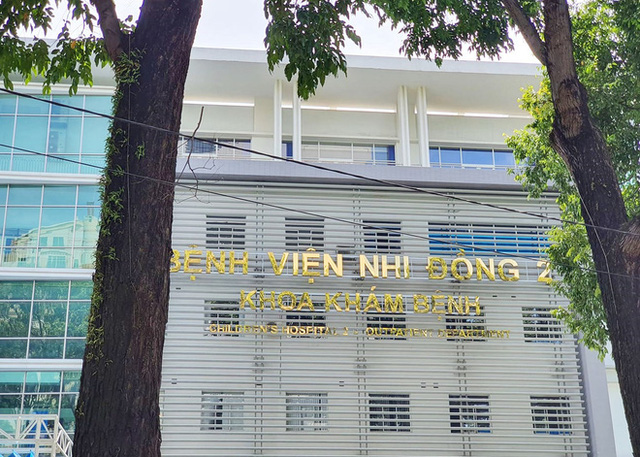 BỆNH VIỆN NHI ĐỒNG 2
KHOA KHÁM BỆNH
CHILDREN'S HOSPITAL 2 OUTPATIENT DEPARTMENT